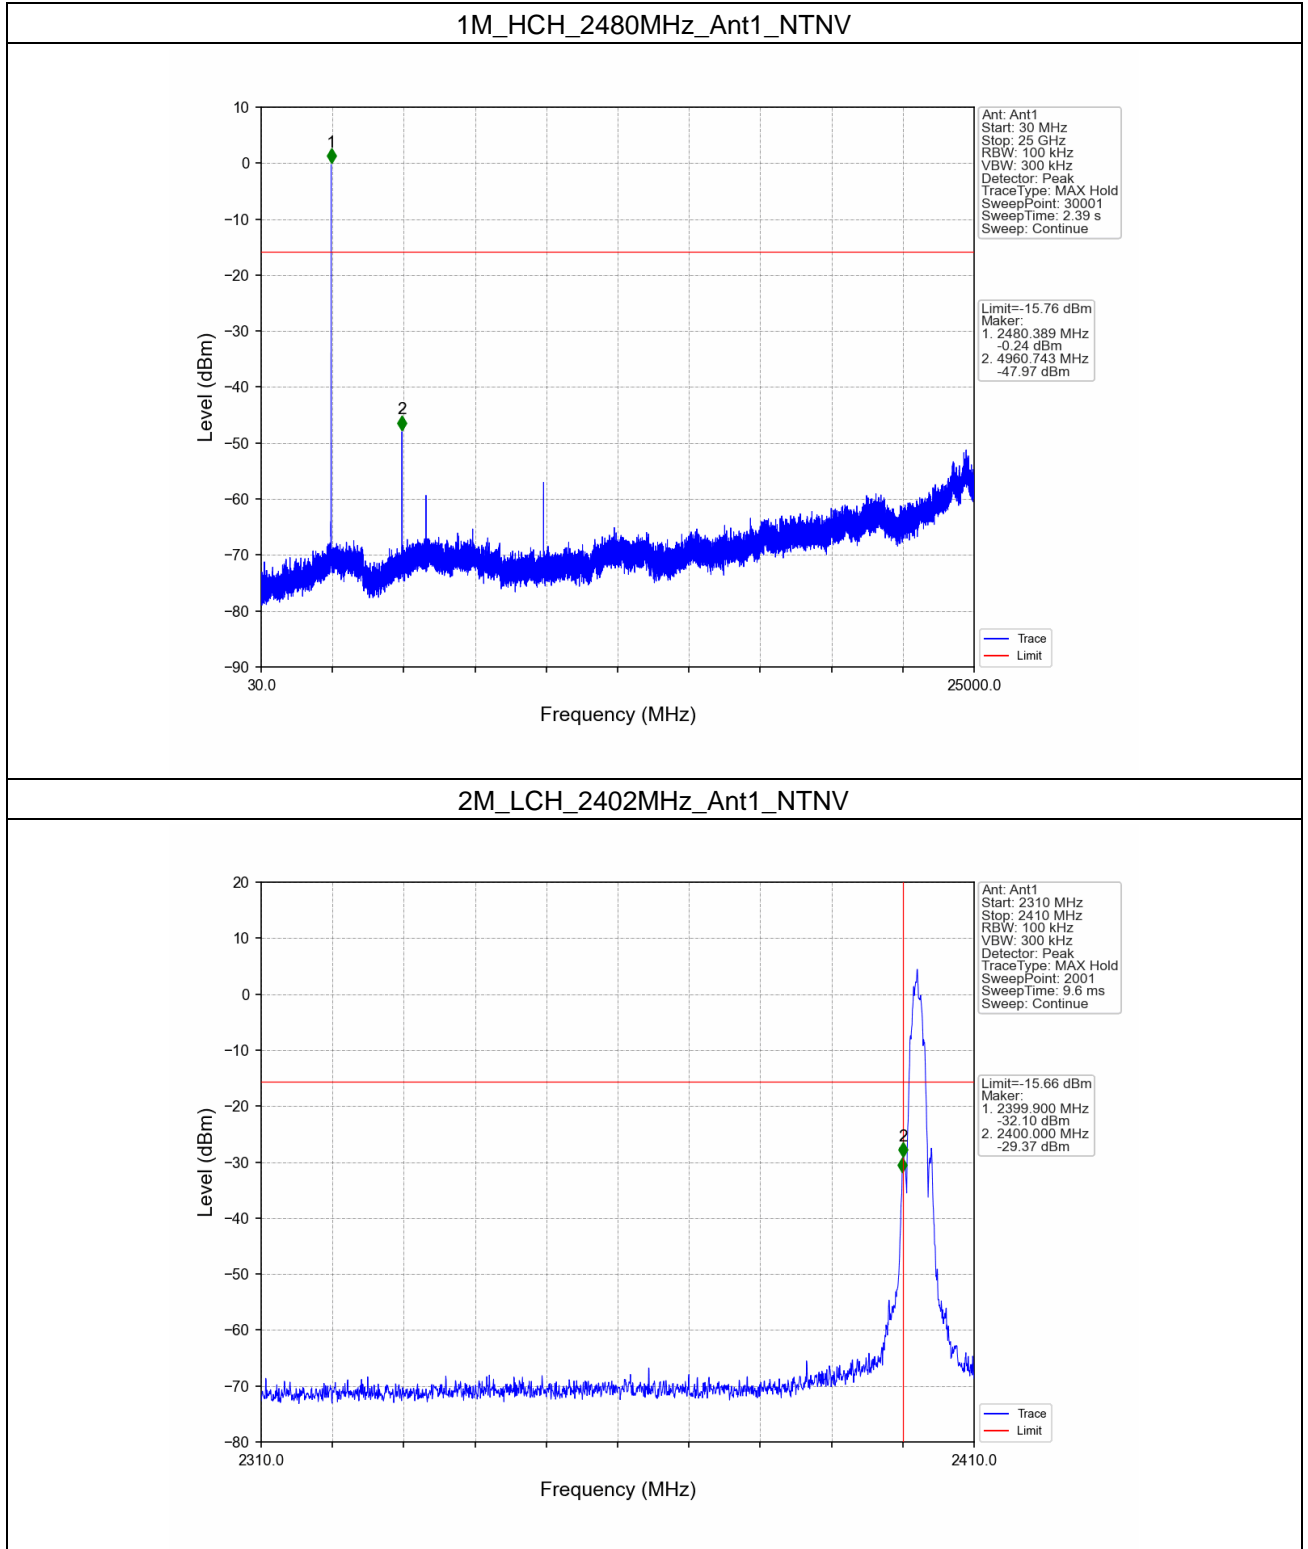 1M_HCH_2480MHz_Ant1_NTNV
10
0
−10
−20
−30
−40
−50
−60
−70
−80
−90
Level (dBm)
1
2
30.0
25000.0
Frequency (MHz)
Ant: Ant1
Start: 30 MHz
Stop: 25 GHz
RBW: 100 kHz
VBW: 300 kHz
Detector: Peak
TraceType: MAX Hold
SweepPoint: 30001
SweepTime: 2.39 s
Sweep: Continue
Limit=-15.76 dBm
Maker:
1. 2480.389 MHz
-0.24 dBm
2. 4960.743 MHz
-47.97 dBm
Trace
Limit
2M_LCH_2402MHz_Ant1_NTNV
20
10
0
−10
−20
−30
−40
−50
−60
−70
−80
Level (dBm)
2
2310.0
2410.0
Frequency (MHz)
Ant: Ant1
Start: 2310 MHz
Stop: 2410 MHz
RBW: 100 kHz
VBW: 300 kHz
Detector: Peak
TraceType: MAX Hold
SweepPoint: 2001
SweepTime: 9.6 ms
Sweep: Continue
Limit=-15.66 dBm
Maker:
1. 2399.900 MHz
-32.10 dBm
2. 2400.000 MHz
-29.37 dBm
Trace
Limit